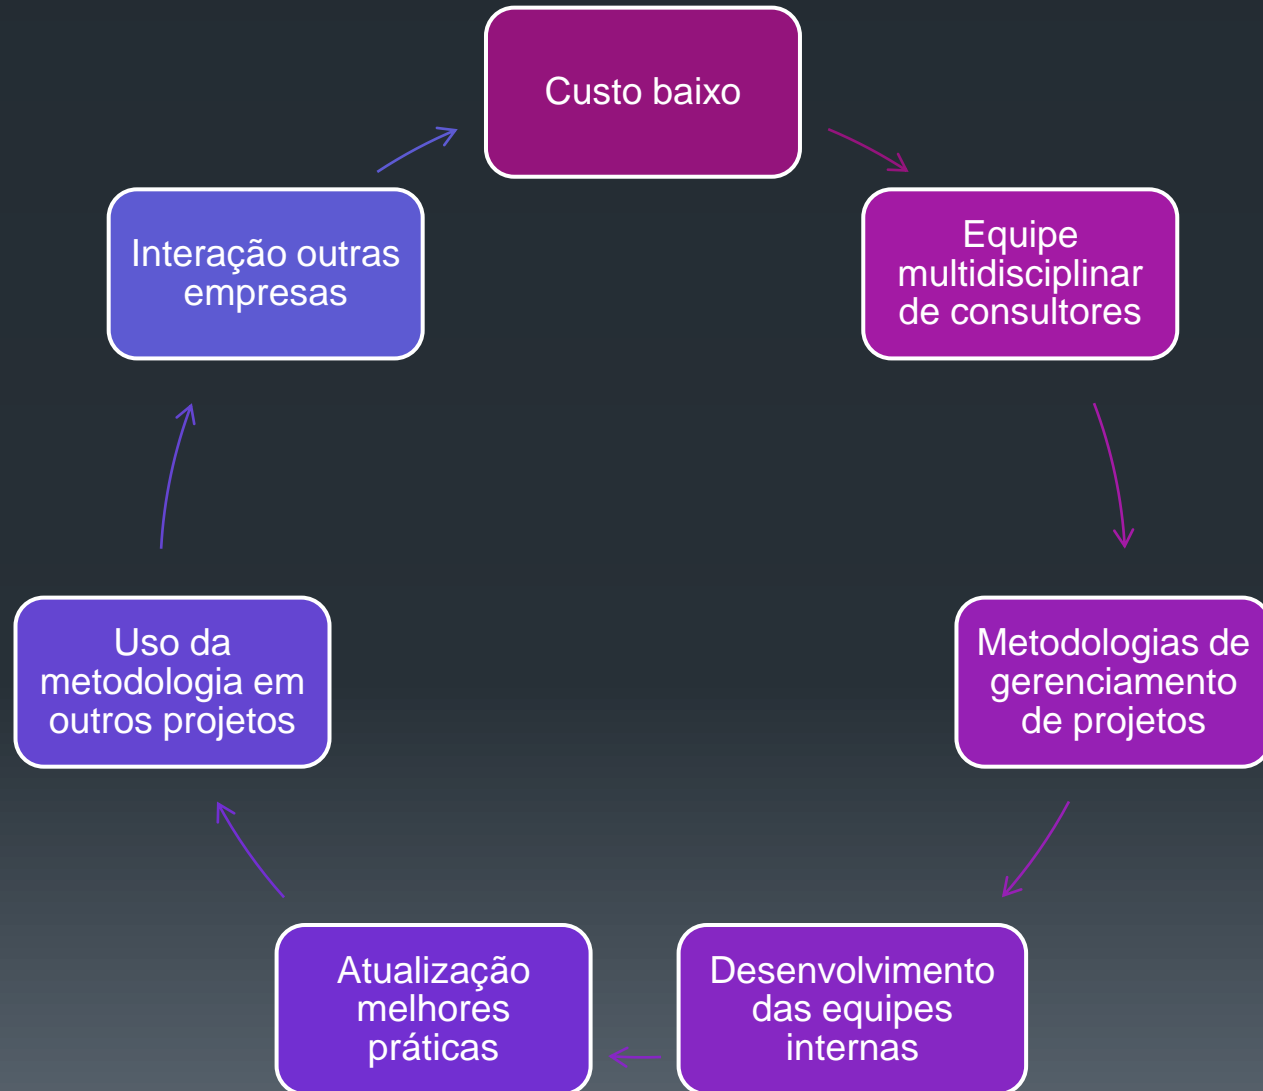 Custo baixo
Equipe
multidisciplinar
de consultores
Metodologias de
gerenciamento
de projetos
Desenvolvimento
das equipes
internas
Atualização
melhores
práticas
Uso da
metodologia em
outros projetos
Interação outras
empresas